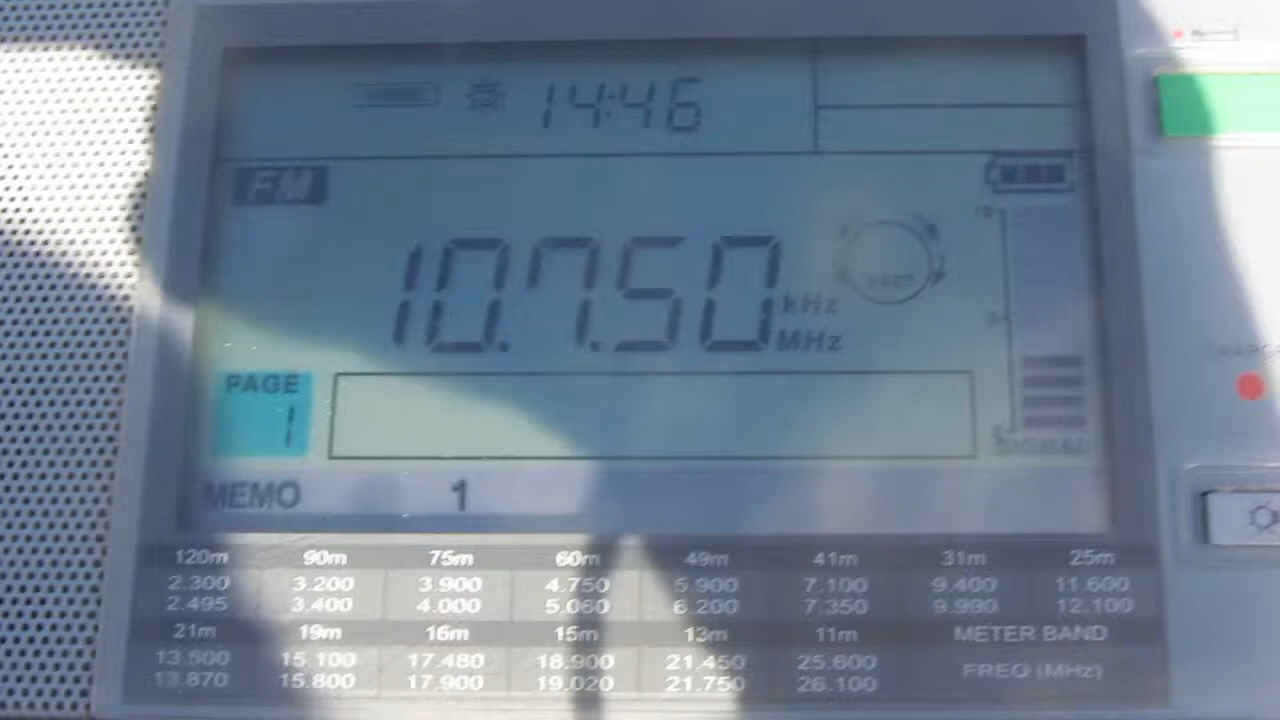 14:46
FM
107.50
kHz
MHz
PAGE
1
MEMO 1
120m 90m 75m 60m 49m 41m 31m 25m
2.300 3.200 3.900 4.750 5.900 7.100 9.400 11.600
2.495 3.400 4.000 5.060 6.200 7.350 9.990 12.100
21m 19m 16m 15m 13m 11m METER BAND
13.500 15.100 17.480 18.900 21.450 25.600 FREQ (MHz)
13.870 15.800 17.900 19.020 21.750 26.100